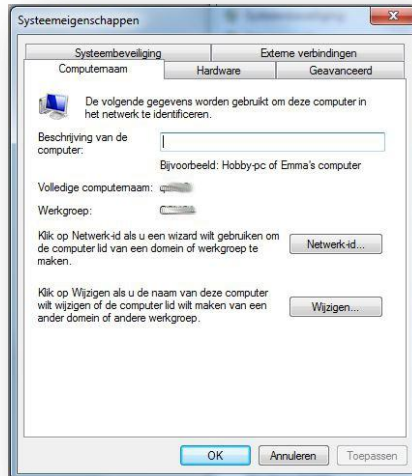 Systeemeigenschappen
Systeembeveiliging
Externe verbindingen
Computernaam
Hardware
Geavanceerd
De volgende gegevens worden gebruikt om deze computer in
het netwerk te identificeren.
Beschrijving van de
computer:
Bijvoorbeeld: Hobby-pc of Emma's computer
Volledige computernaam:
Werkgroep:
Klik op Netwerk-id als u een wizard wilt gebruiken om
de computer lid van een domein of werkgroep te
maken.
Netwerk-id...
Klik op Wijzigen als u de naam van deze computer
wilt wijzigen of de computer lid wilt maken van een
ander domein of andere werkgroep.
Wijzigen...
OK
Annuleren
Toepassen